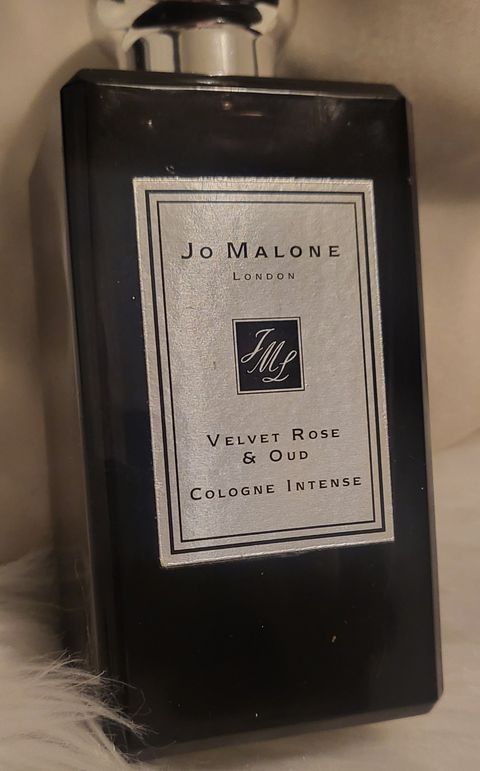 Jo Malone
London
JML
Velvet Rose
& Oud
Cologne Intense